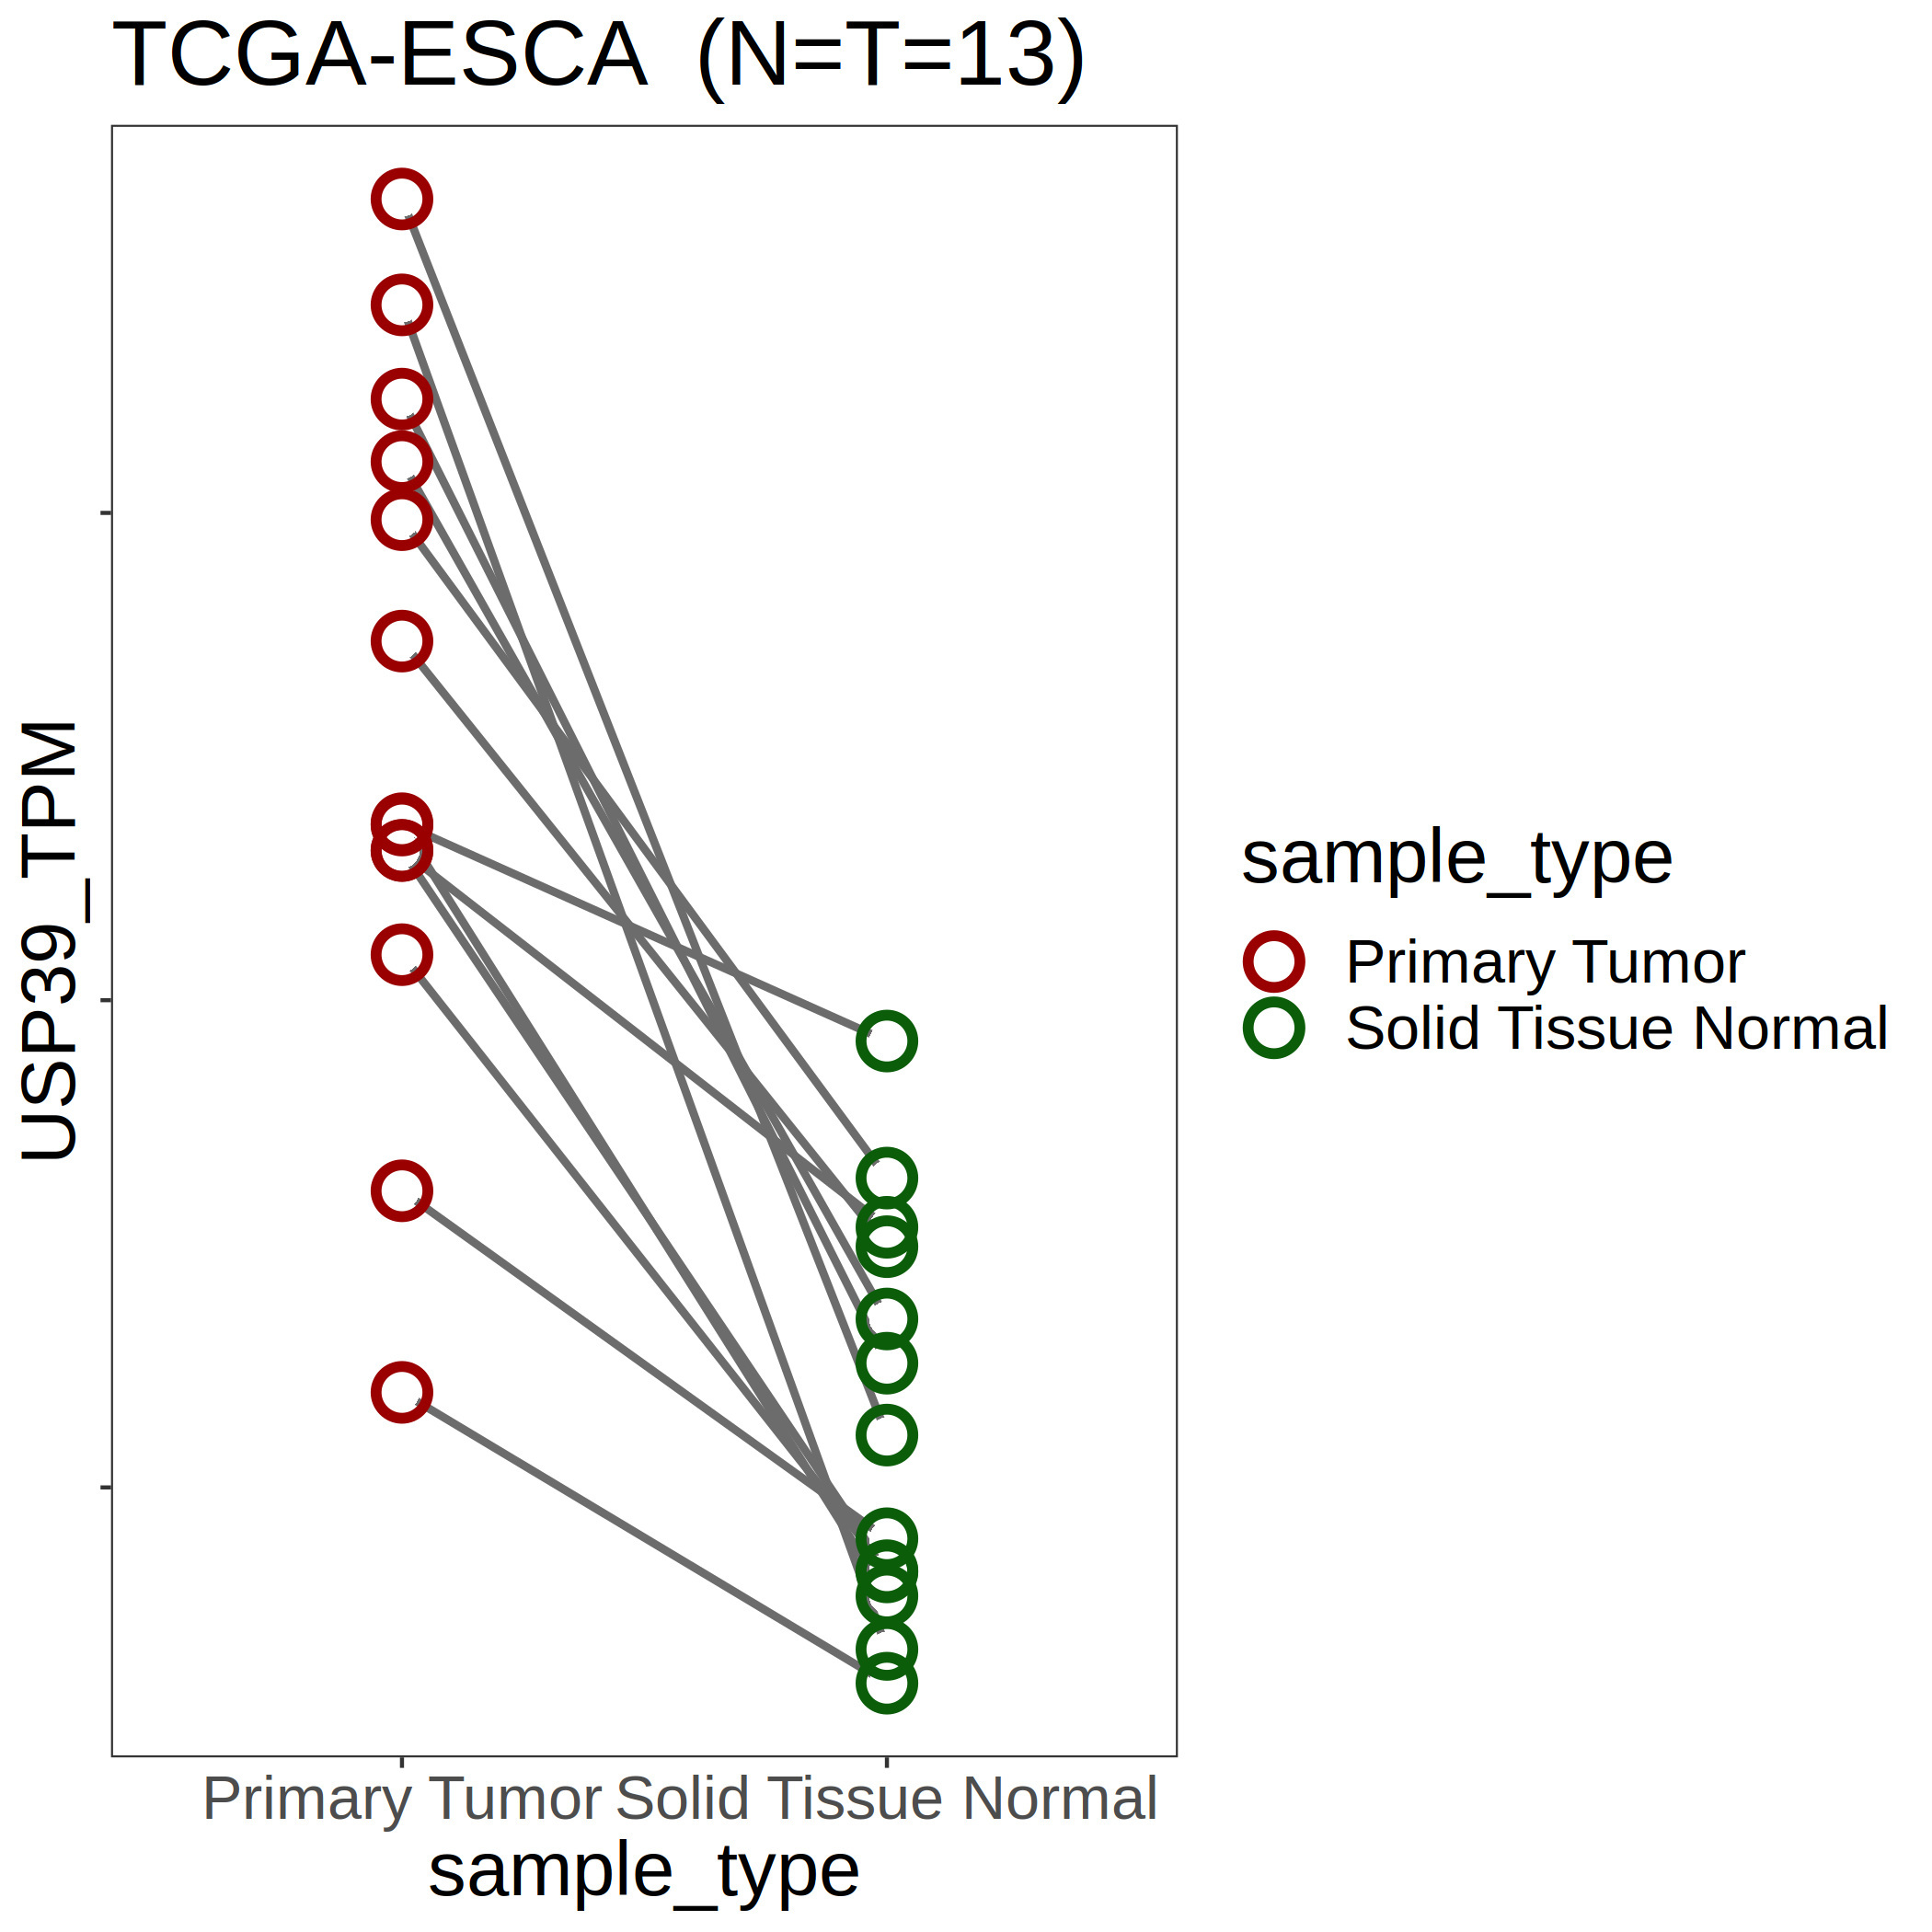 TCGA-ESCA (N=T=13)
USP39_TPM
sample_type
Primary Tumor
Solid Tissue Normal
Primary Tumor Solid Tissue Normal
sample_type